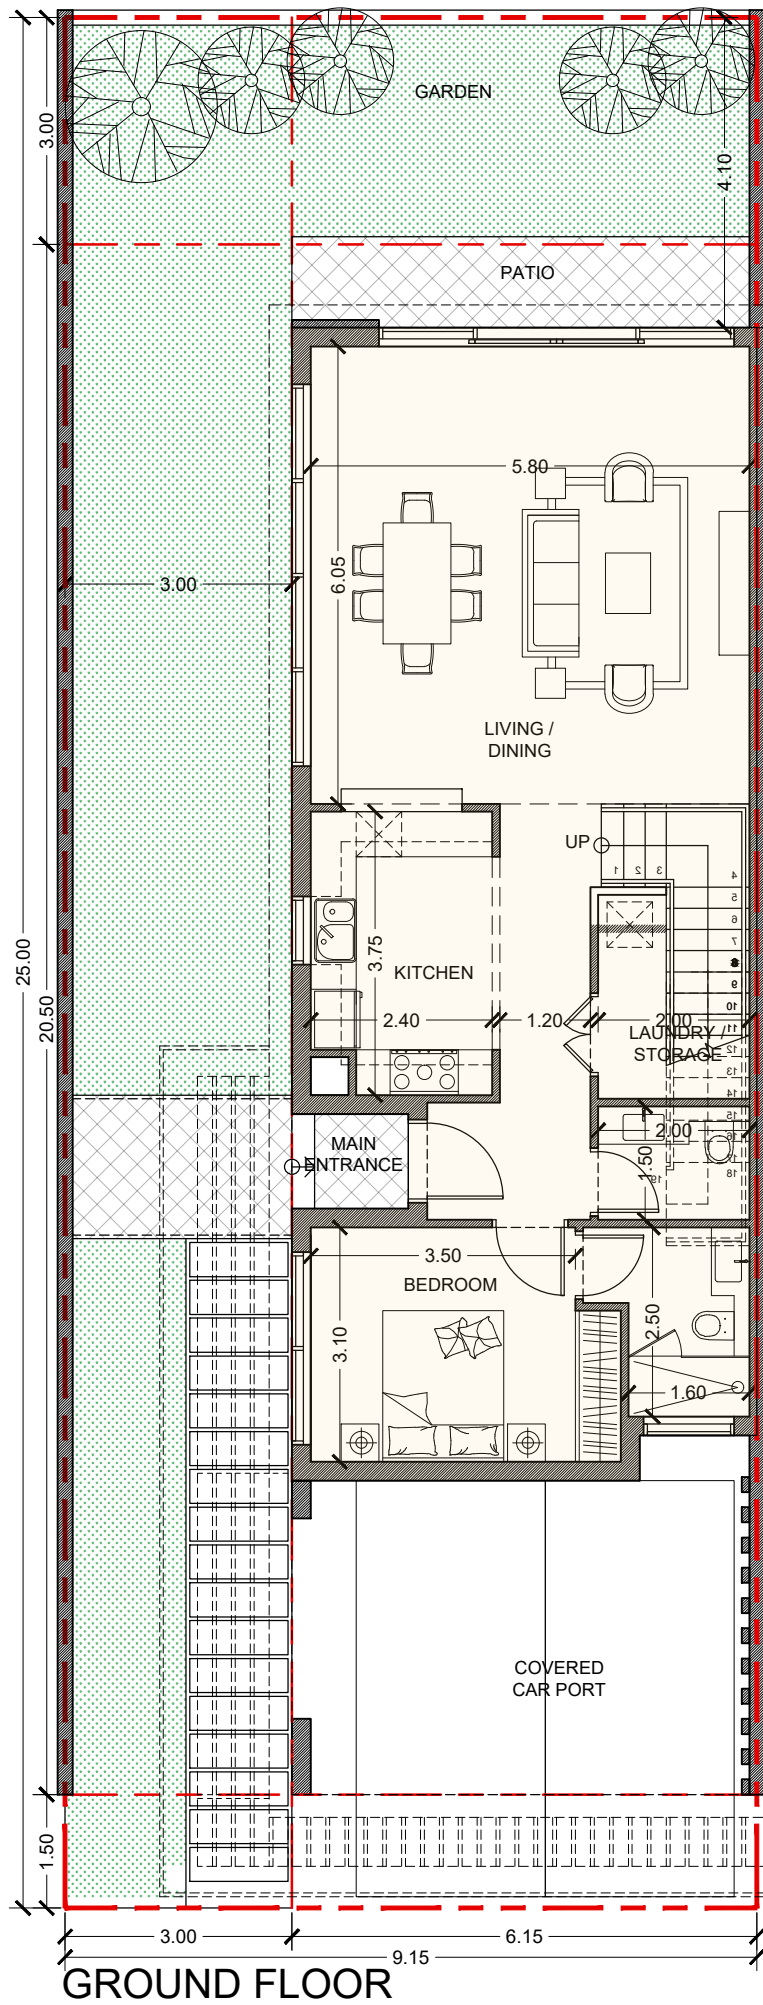 GARDEN
3.00
4.10
PATIO
5.80
3.00
6.05
LIVING /
DINING
UP
1
2
3
4
5
6
7
8
9
10
11
12
13
14
15
16
17
18
19
25.00
20.50
3.75
KITCHEN
2.40
1.20
2.00
LAUNDRY /
STORAGE
MAIN
ENTRANCE
2.00
1.50
3.50
BEDROOM
3.10
2.50
1.60
COVERED
CAR PORT
1.50
3.00
6.15
9.15
GROUND FLOOR